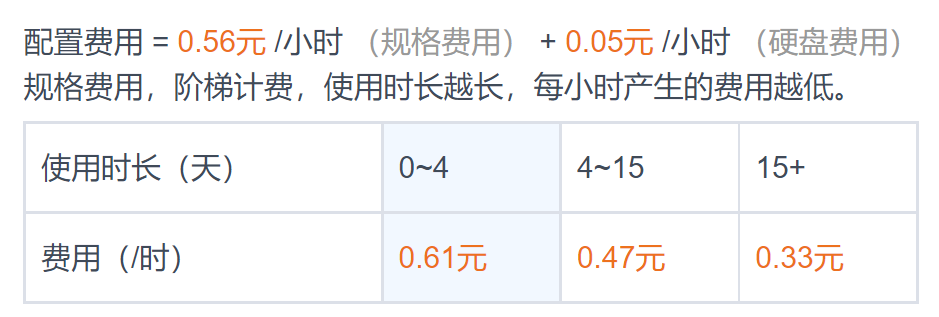 配置费用 = 0.56元 /小时 （规格费用） + 0.05元 /小时 （硬盘费用）
规格费用，阶梯计费，使用时长越长，每小时产生的费用越低。
使用时长（天） 0~4 4~15 15+
费用（/时） 0.61元 0.47元 0.33元